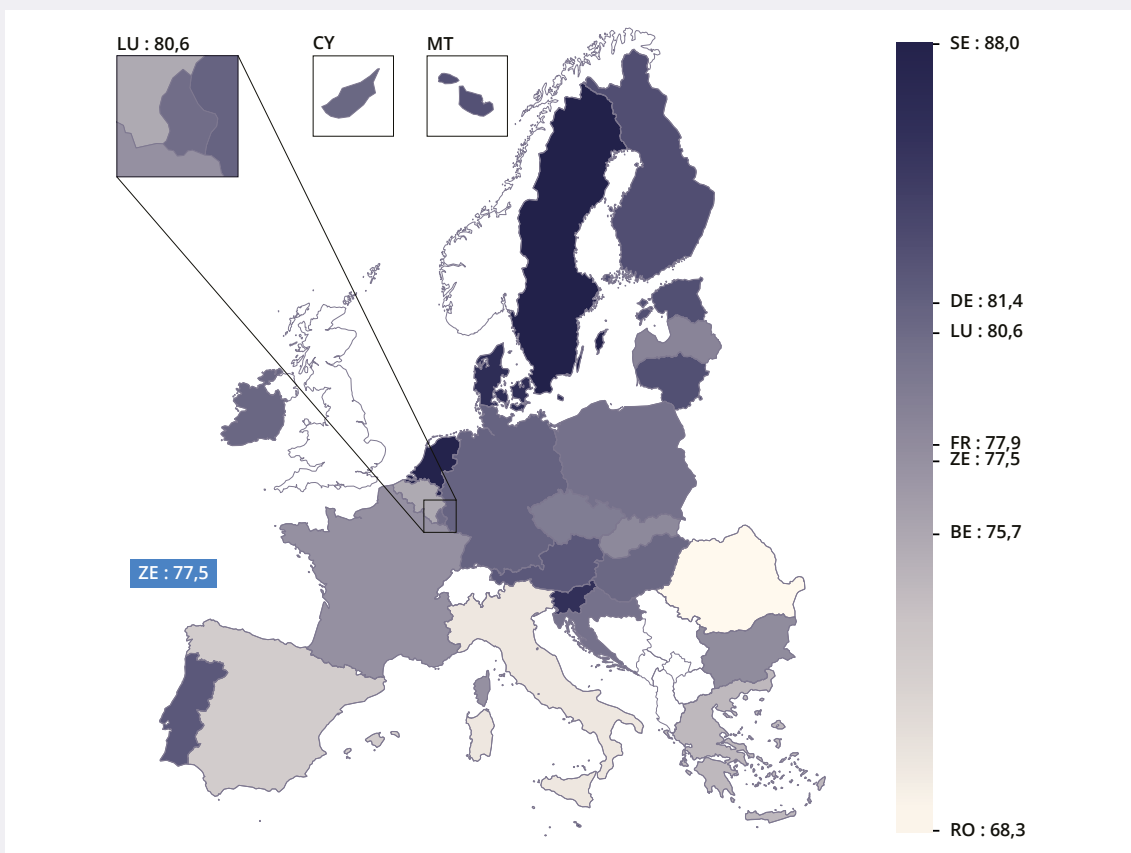 LU : 80,6
CY
MT
SE : 88,0
DE : 81,4
LU : 80,6
FR : 77,9
ZE : 77,5
BE : 75,7
ZE : 77,5
RO : 68,3